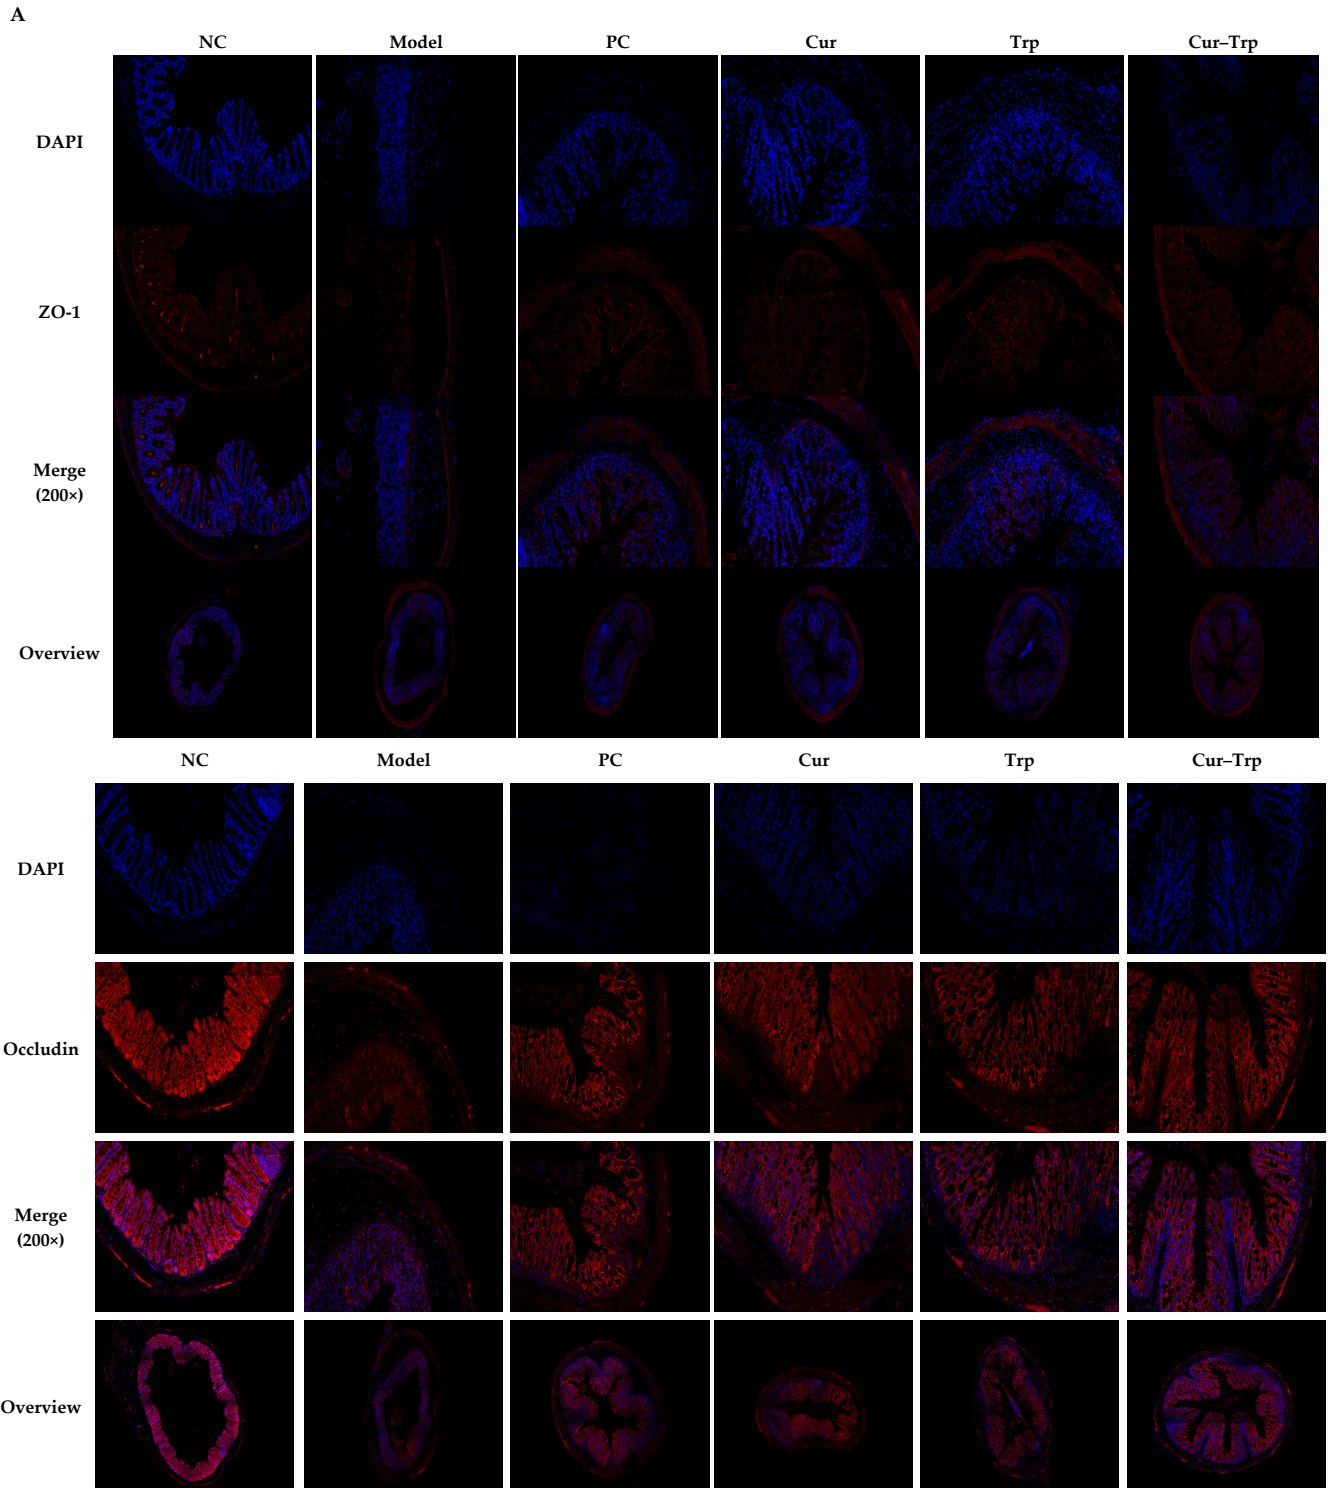 A
NC Model PC Cur Trp Cur–Trp
DAPI
ZO-1
Merge
(200×)
Overview
NC Model PC Cur Trp Cur–Trp
DAPI
Occludin
Merge
(200×)
Overview